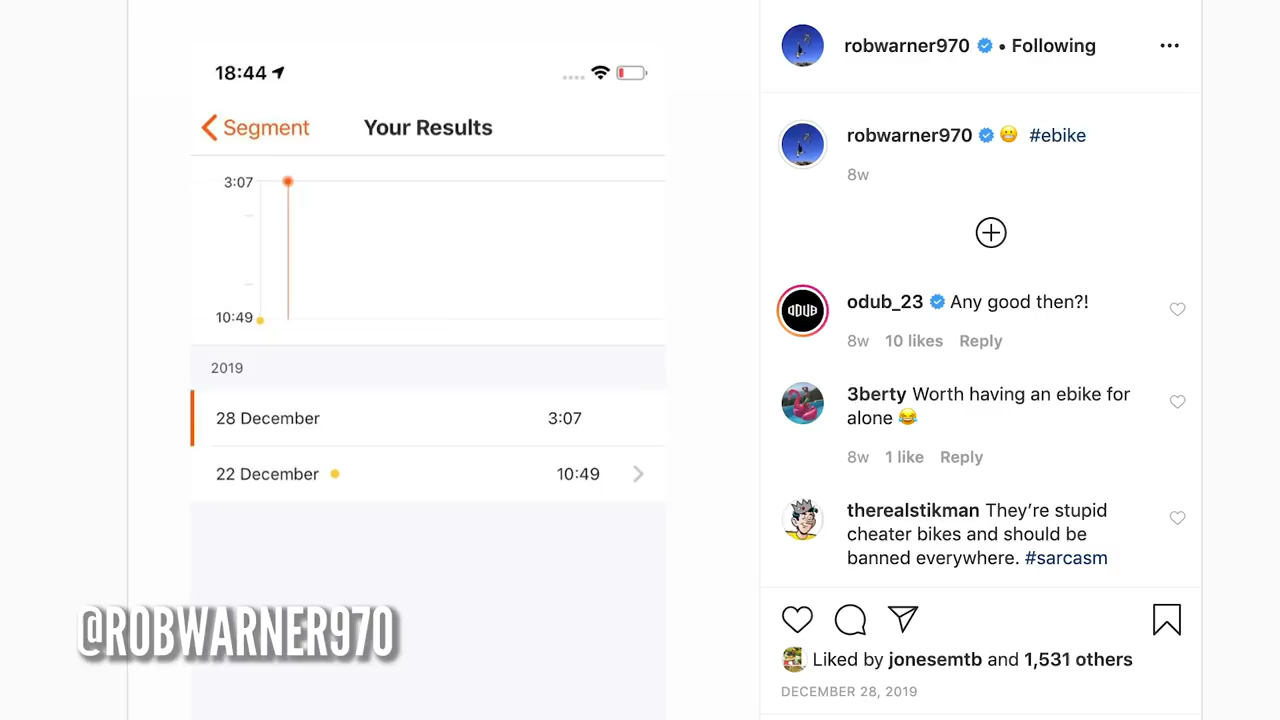 18:44
Segment
Your Results
3:07
10:49
2019
28 December 3:07
22 December 10:49
@ROBWARNER970
robwarner970 • Following
robwarner970 😬 #ebike
8w
odub_23 Any good then?!
8w 10 likes Reply
ODUB
3berty Worth having an ebike for
alone 😂
8w 1 like Reply
therealstikman They’re stupid
cheater bikes and should be
banned everywhere. #sarcasm
Liked by jonesemtb and 1,531 others
DECEMBER 28, 2019